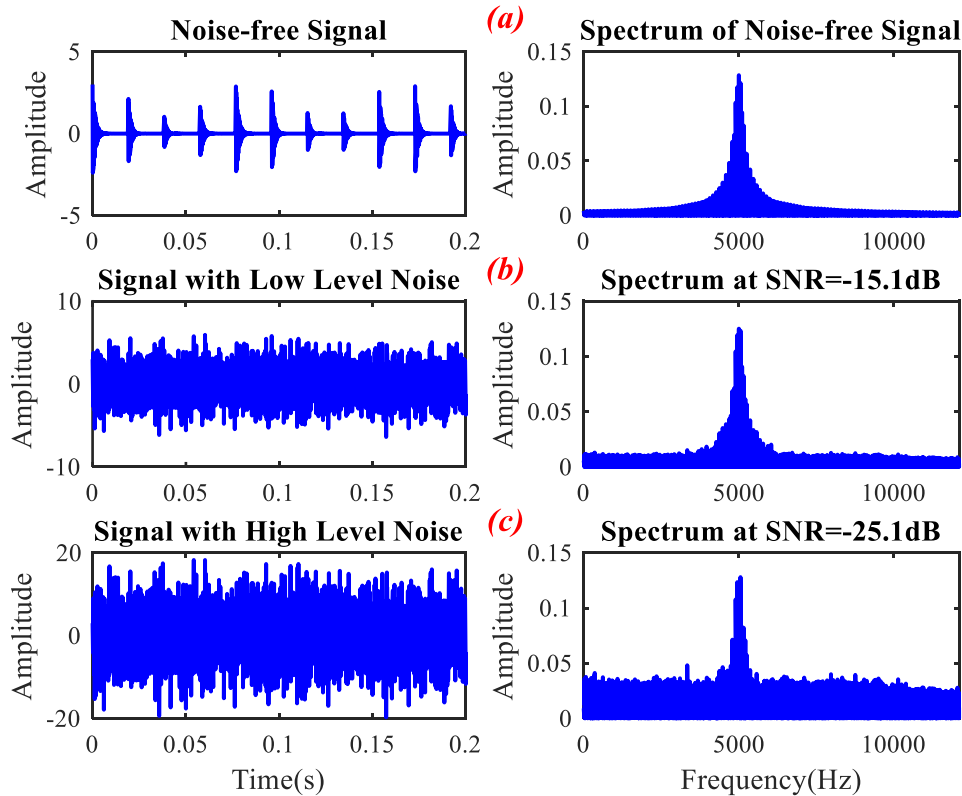 (a)
Noise-free Signal
Spectrum of Noise-free Signal
Amplitude
5
0
-5
0 0.05 0.1 0.15 0.2
Amplitude
0.15
0.1
0.05
0
0 5000 10000
(b)
Signal with Low Level Noise
Spectrum at SNR=-15.1dB
Amplitude
10
0
-10
0 0.05 0.1 0.15 0.2
Amplitude
0.15
0.1
0.05
0
0 5000 10000
(c)
Signal with High Level Noise
Spectrum at SNR=-25.1dB
Amplitude
20
0
-20
0 0.05 0.1 0.15 0.2
Time(s)
Amplitude
0.15
0.1
0.05
0
0 5000 10000
Frequency(Hz)